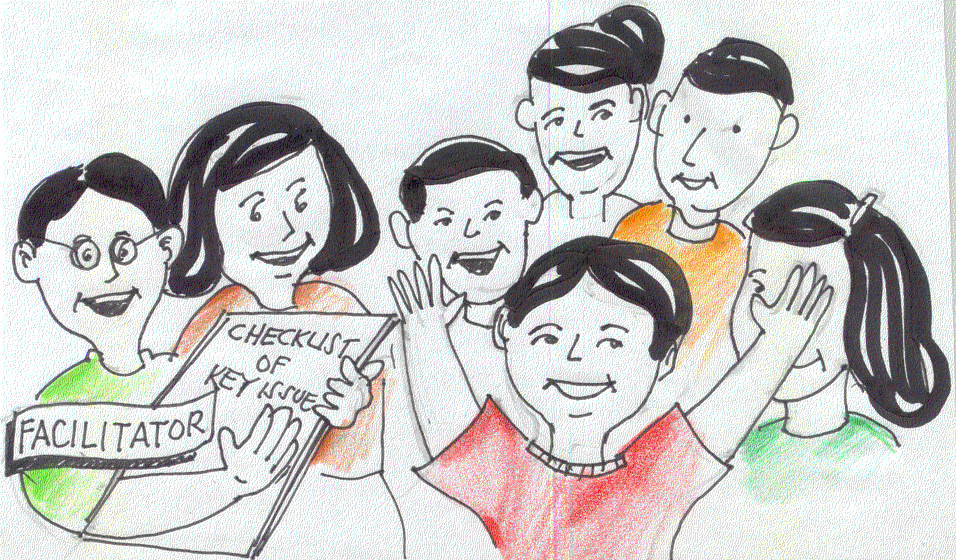 CHECKLIST
OF
KEY ISSUE
FACILITATOR